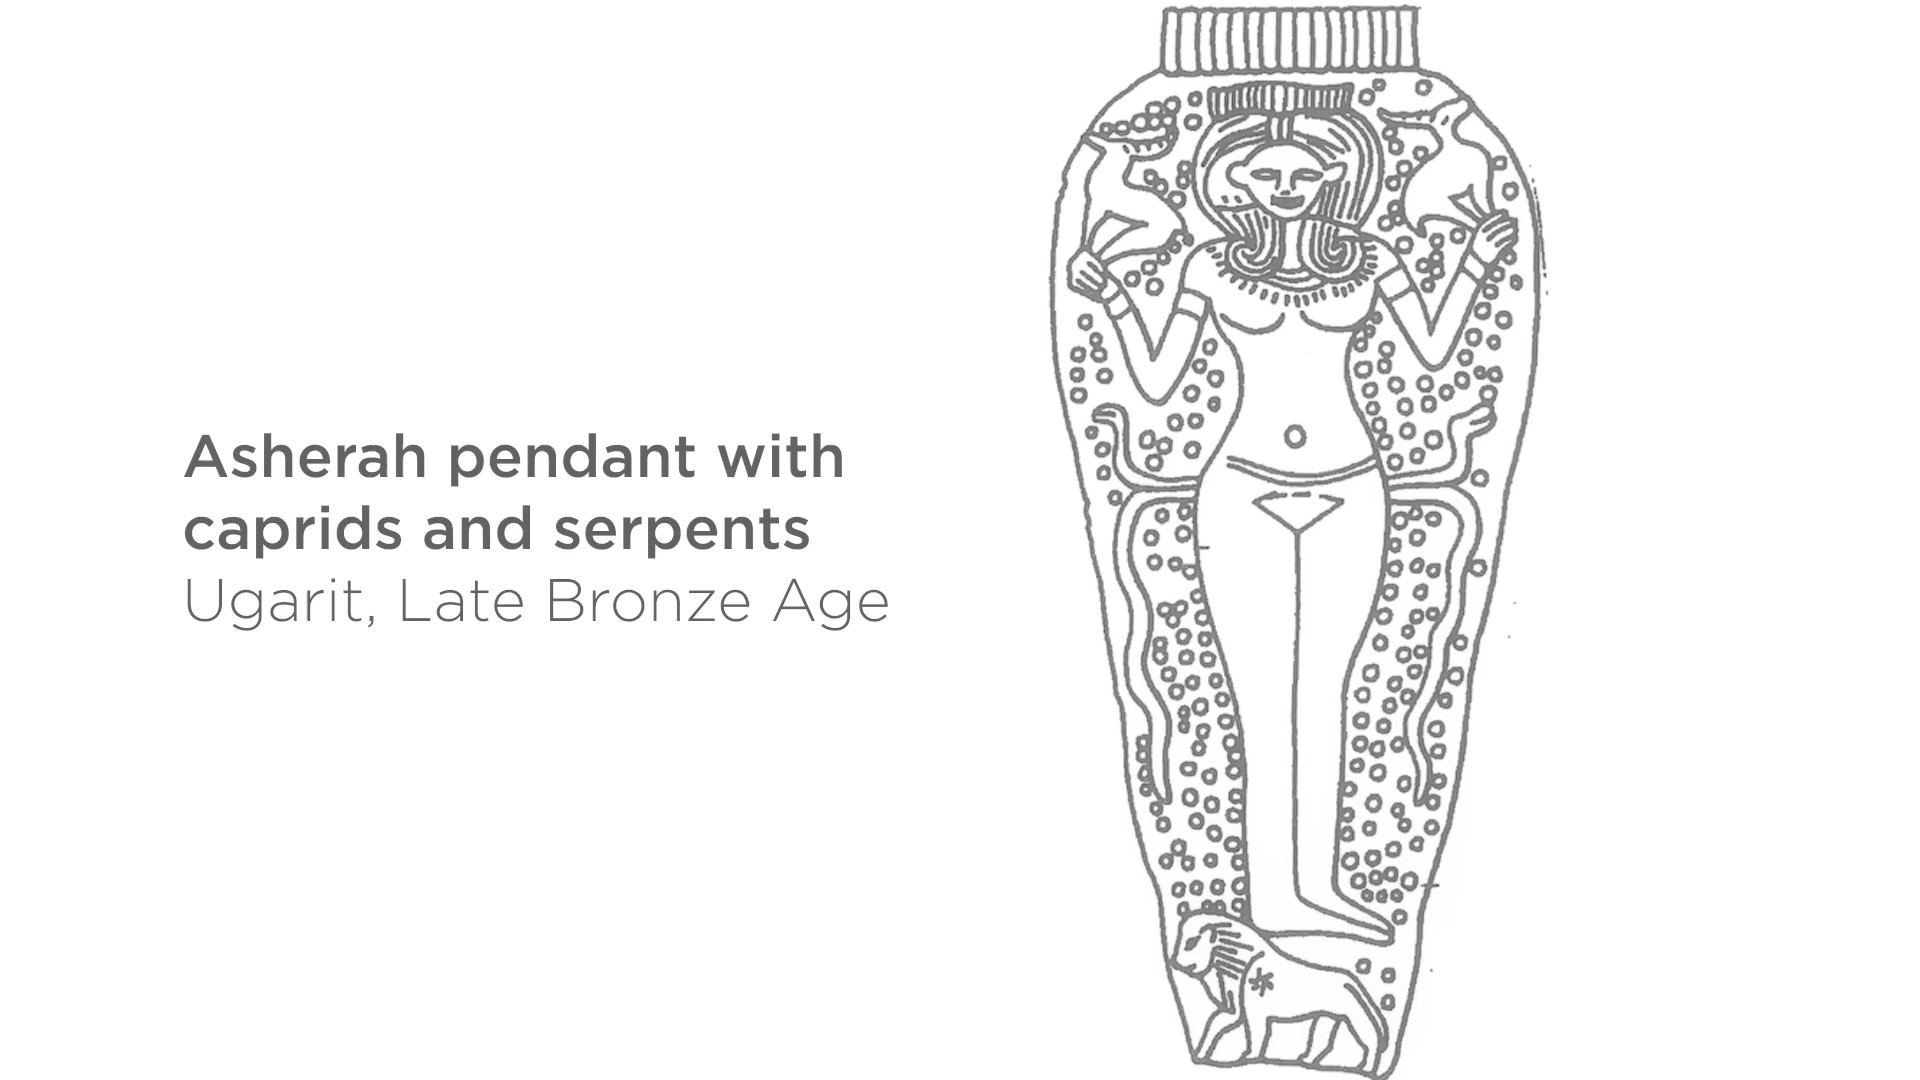 Asherah pendant with
caprids and serpents
Ugarit, Late Bronze Age